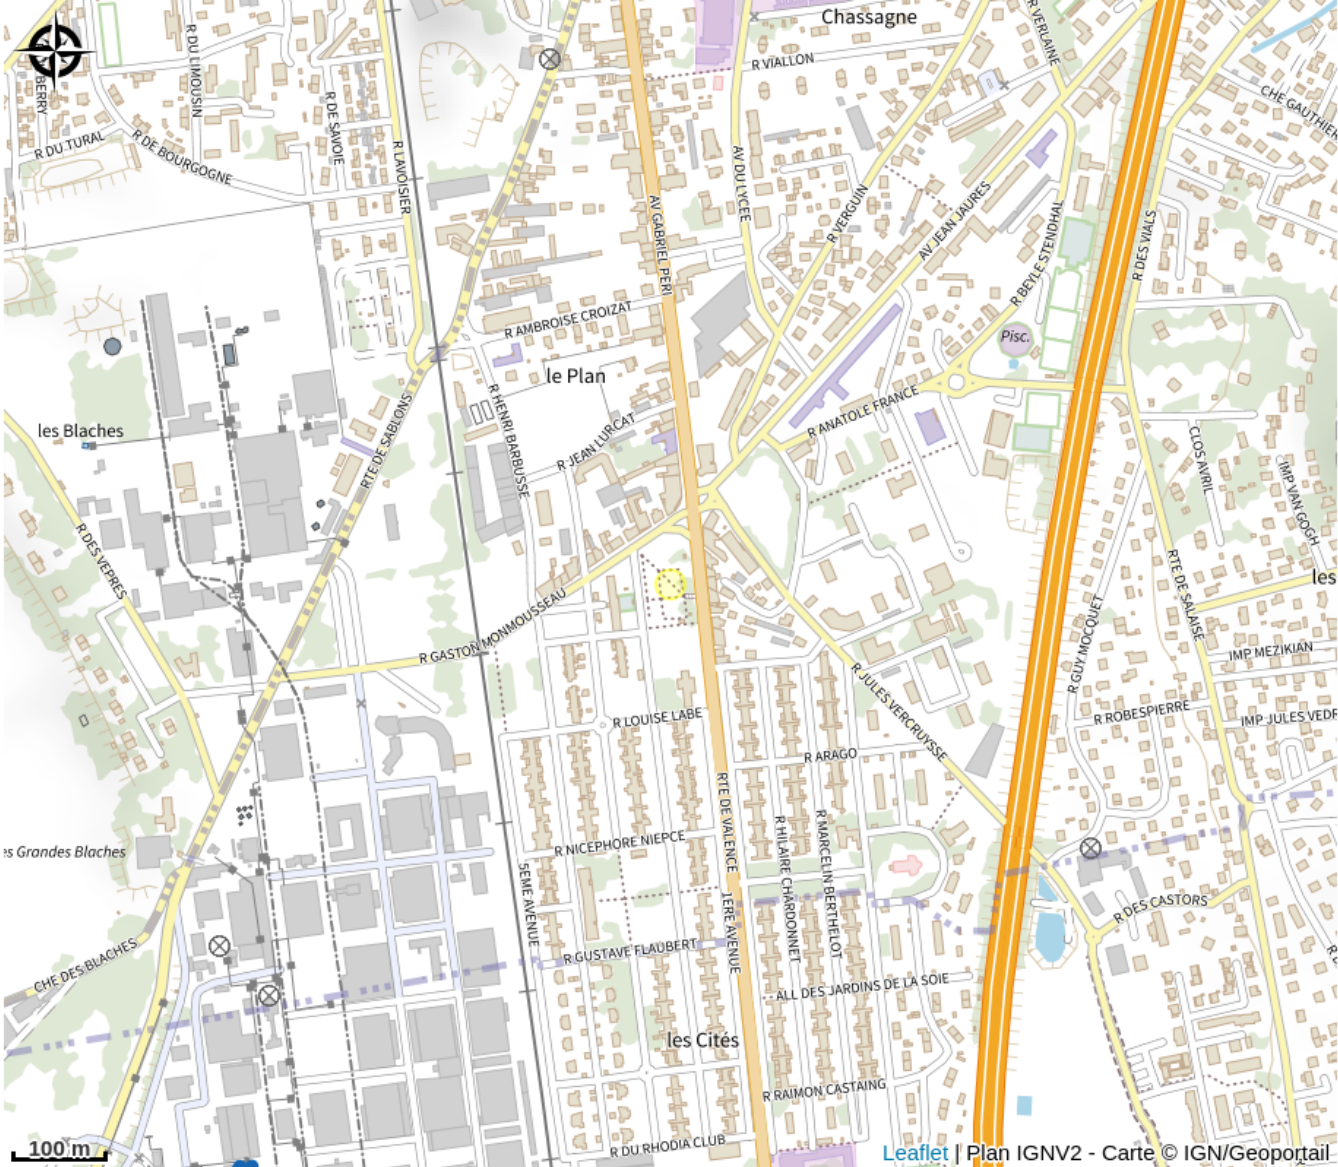 Chassagne
R VERLAINE
R VIALLON
BERRY
R DU LIMOUSIN
R DE SAVOIE
R DU TURAL
R DE BOURGOGNE
R LAVOISIER
AV GABRIEL PERI
AV DU LYCEE
R VERGUIN
AV JEAN JAURES
R BEYLE STENDHAL
R DES VIALS
CHE GAUTHIER
R AMBROISE CROIZAT
Pisc.
le Plan
R HENRI BARBUSSE
R JEAN LURCAT
R ANATOLE FRANCE
les Blaches
RTE DE SABLONS
CLOS AVRIL
IMP VAN GOGH
R DES VEPRES
RTE DE SALAISE
les
R GASTON MONMOUSSEAU
R GUY MOCQUET
IMP MEZIKIAN
R JULES VERCRUYSSE
R LOUISE LABE
R ROBESPIERRE
IMP JULES VEDR
R ARAGO
RTE DE VALENCE
R HILAIRE CHARDONNET
R MARCELIN BERTHELOT
R NICEPHORE NIEPCE
es Grandes Blaches
5EME AVENUE
1ERE AVENUE
R DES CASTORS
R GUSTAVE FLAUBERT
CHE DES BLACHES
ALL DES JARDINS DE LA SOIE
les Cités
R RAIMON CASTAING
R DU RHODIA CLUB
100 m
Leaflet | Plan IGNV2 - Carte © IGN/Geoportail